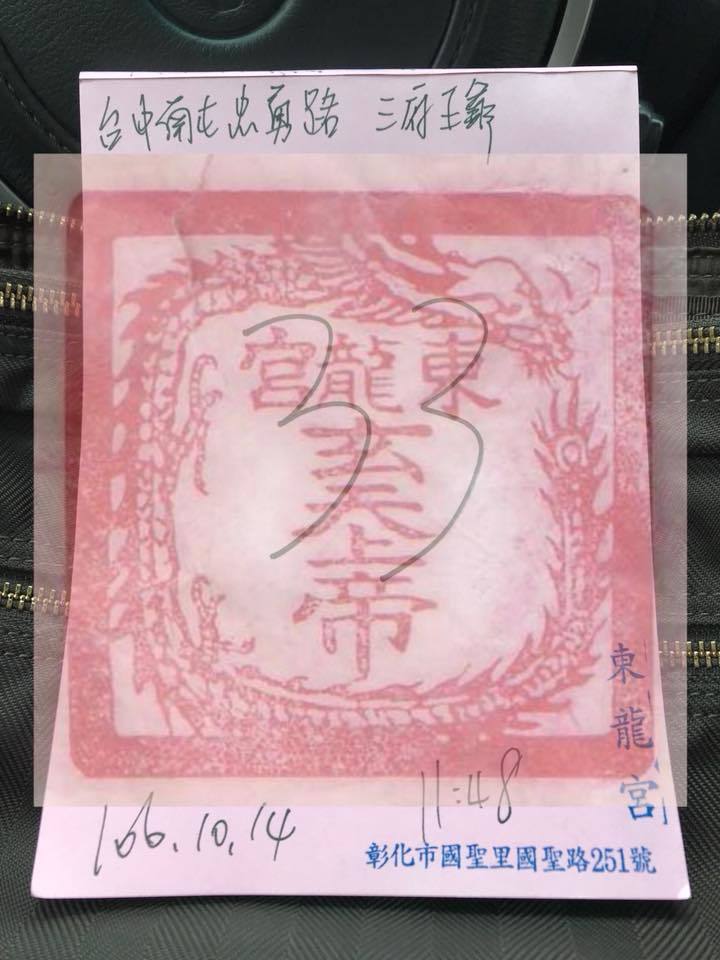 台中南屯忠勇路 三府王爺
東龍宮
玄天上帝
33
東龍宮
106.10.14
11:48
彰化市國聖里國聖路251號